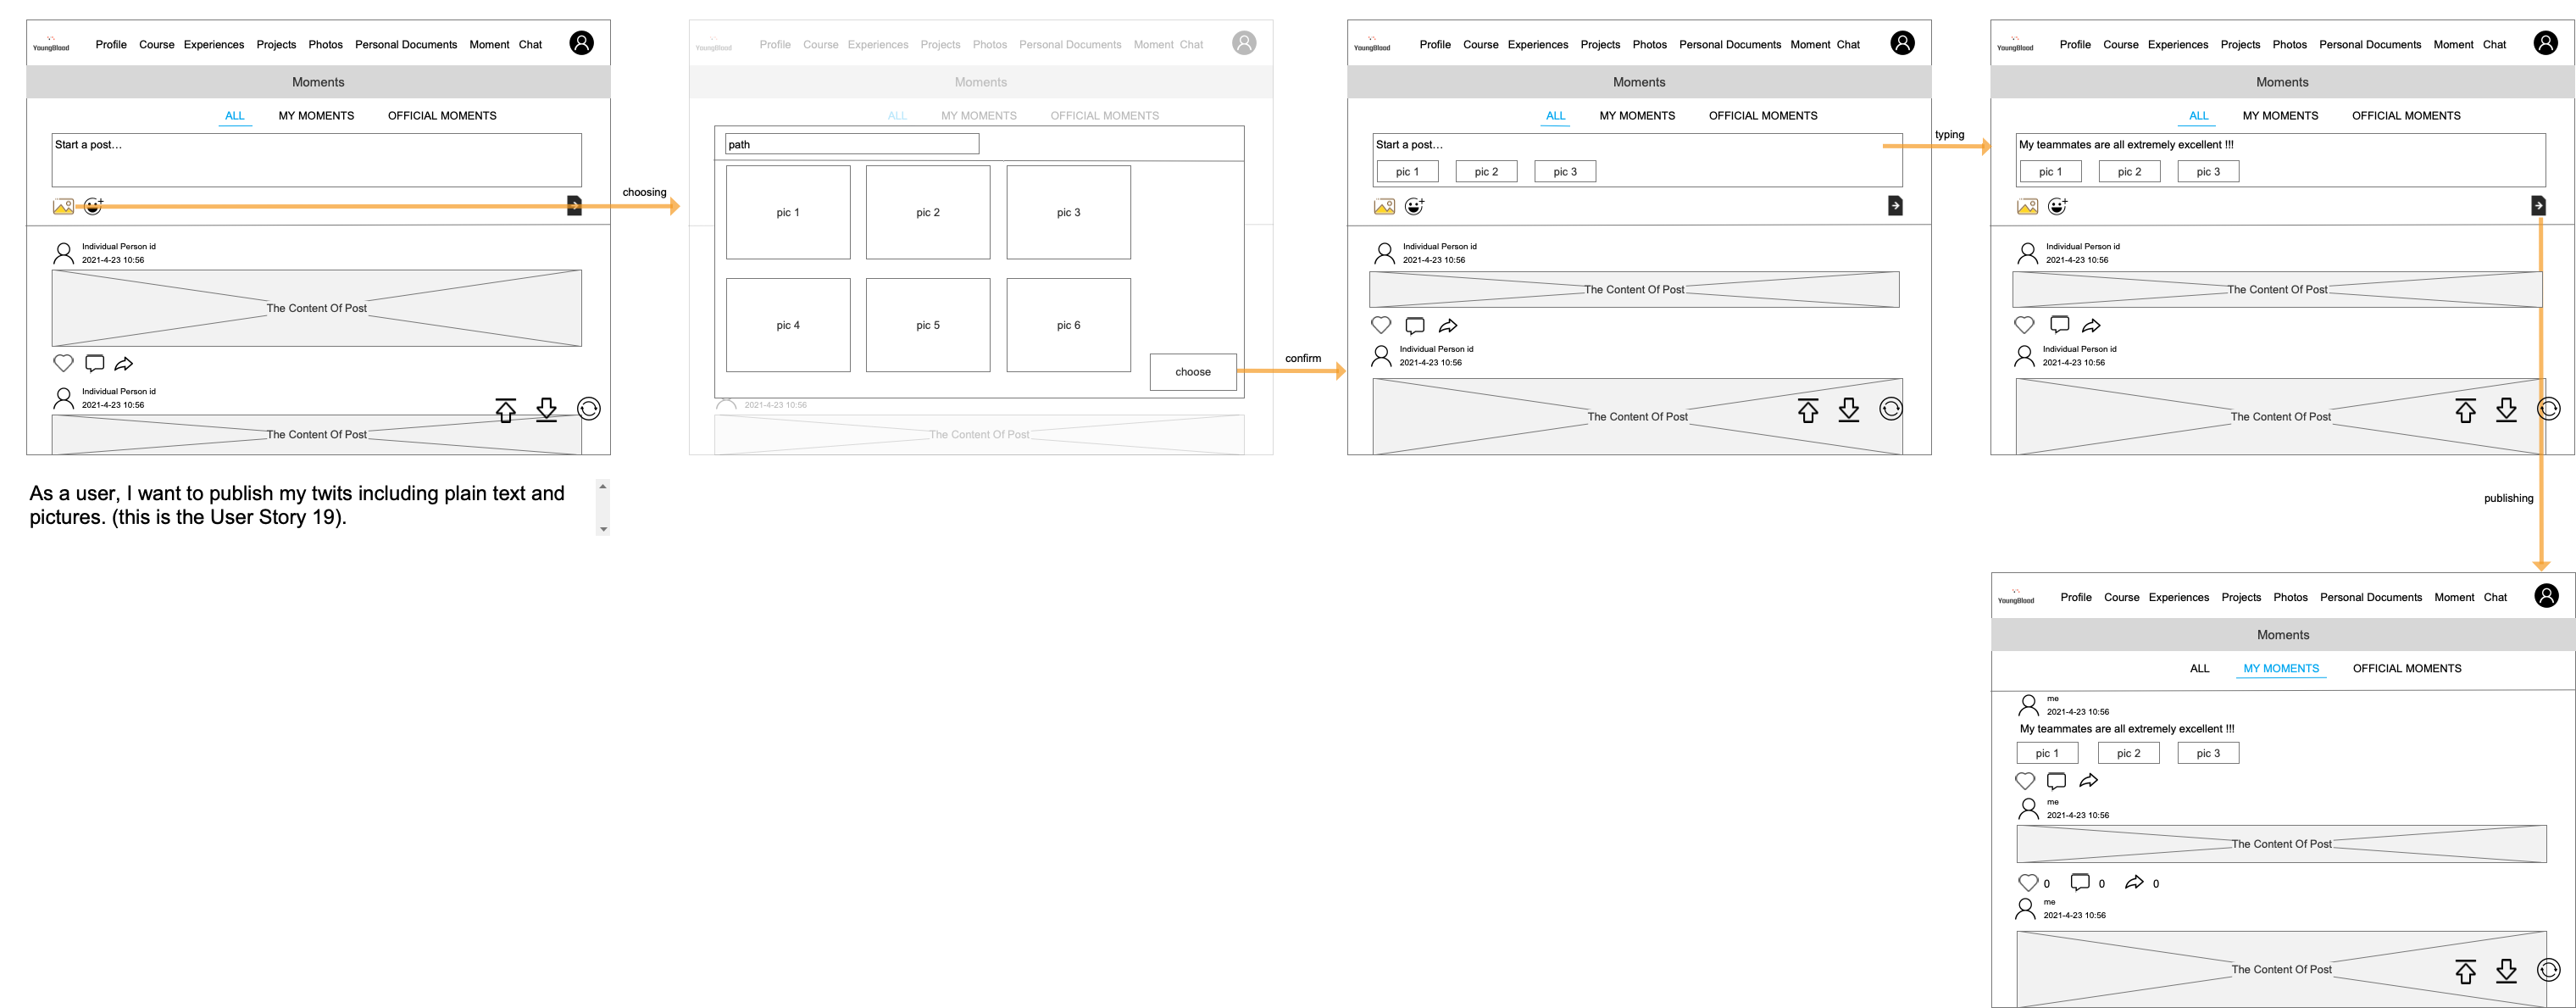 YoungBlood
Profile Course Experiences Projects Photos Personal Documents Moment Chat
Moments
ALL MY MOMENTS OFFICIAL MOMENTS
Start a post…
Individual Person id
2021-4-23 10:56
The Content Of Post
Individual Person id
2021-4-23 10:56
The Content Of Post
As a user, I want to publish my twits including plain text and
pictures. (this is the User Story 19).
choosing
YoungBlood
Profile Course Experiences Projects Photos Personal Documents Moment Chat
Moments
ALL MY MOMENTS OFFICIAL MOMENTS
path
pic 1 pic 2 pic 3
pic 4 pic 5 pic 6
choose
2021-4-23 10:56
The Content Of Post
confirm
YoungBlood
Profile Course Experiences Projects Photos Personal Documents Moment Chat
Moments
ALL MY MOMENTS OFFICIAL MOMENTS
Start a post…
pic 1 pic 2 pic 3
Individual Person id
2021-4-23 10:56
The Content Of Post
Individual Person id
2021-4-23 10:56
The Content Of Post
typing
YoungBlood
Profile Course Experiences Projects Photos Personal Documents Moment Chat
Moments
ALL MY MOMENTS OFFICIAL MOMENTS
My teammates are all extremely excellent !!!
pic 1 pic 2 pic 3
Individual Person id
2021-4-23 10:56
The Content Of Post
Individual Person id
2021-4-23 10:56
The Content Of Post
publishing
YoungBlood
Profile Course Experiences Projects Photos Personal Documents Moment Chat
Moments
ALL MY MOMENTS OFFICIAL MOMENTS
me
2021-4-23 10:56
My teammates are all extremely excellent !!!
pic 1 pic 2 pic 3
me
2021-4-23 10:56
The Content Of Post
0 0 0
me
2021-4-23 10:56
The Content Of Post